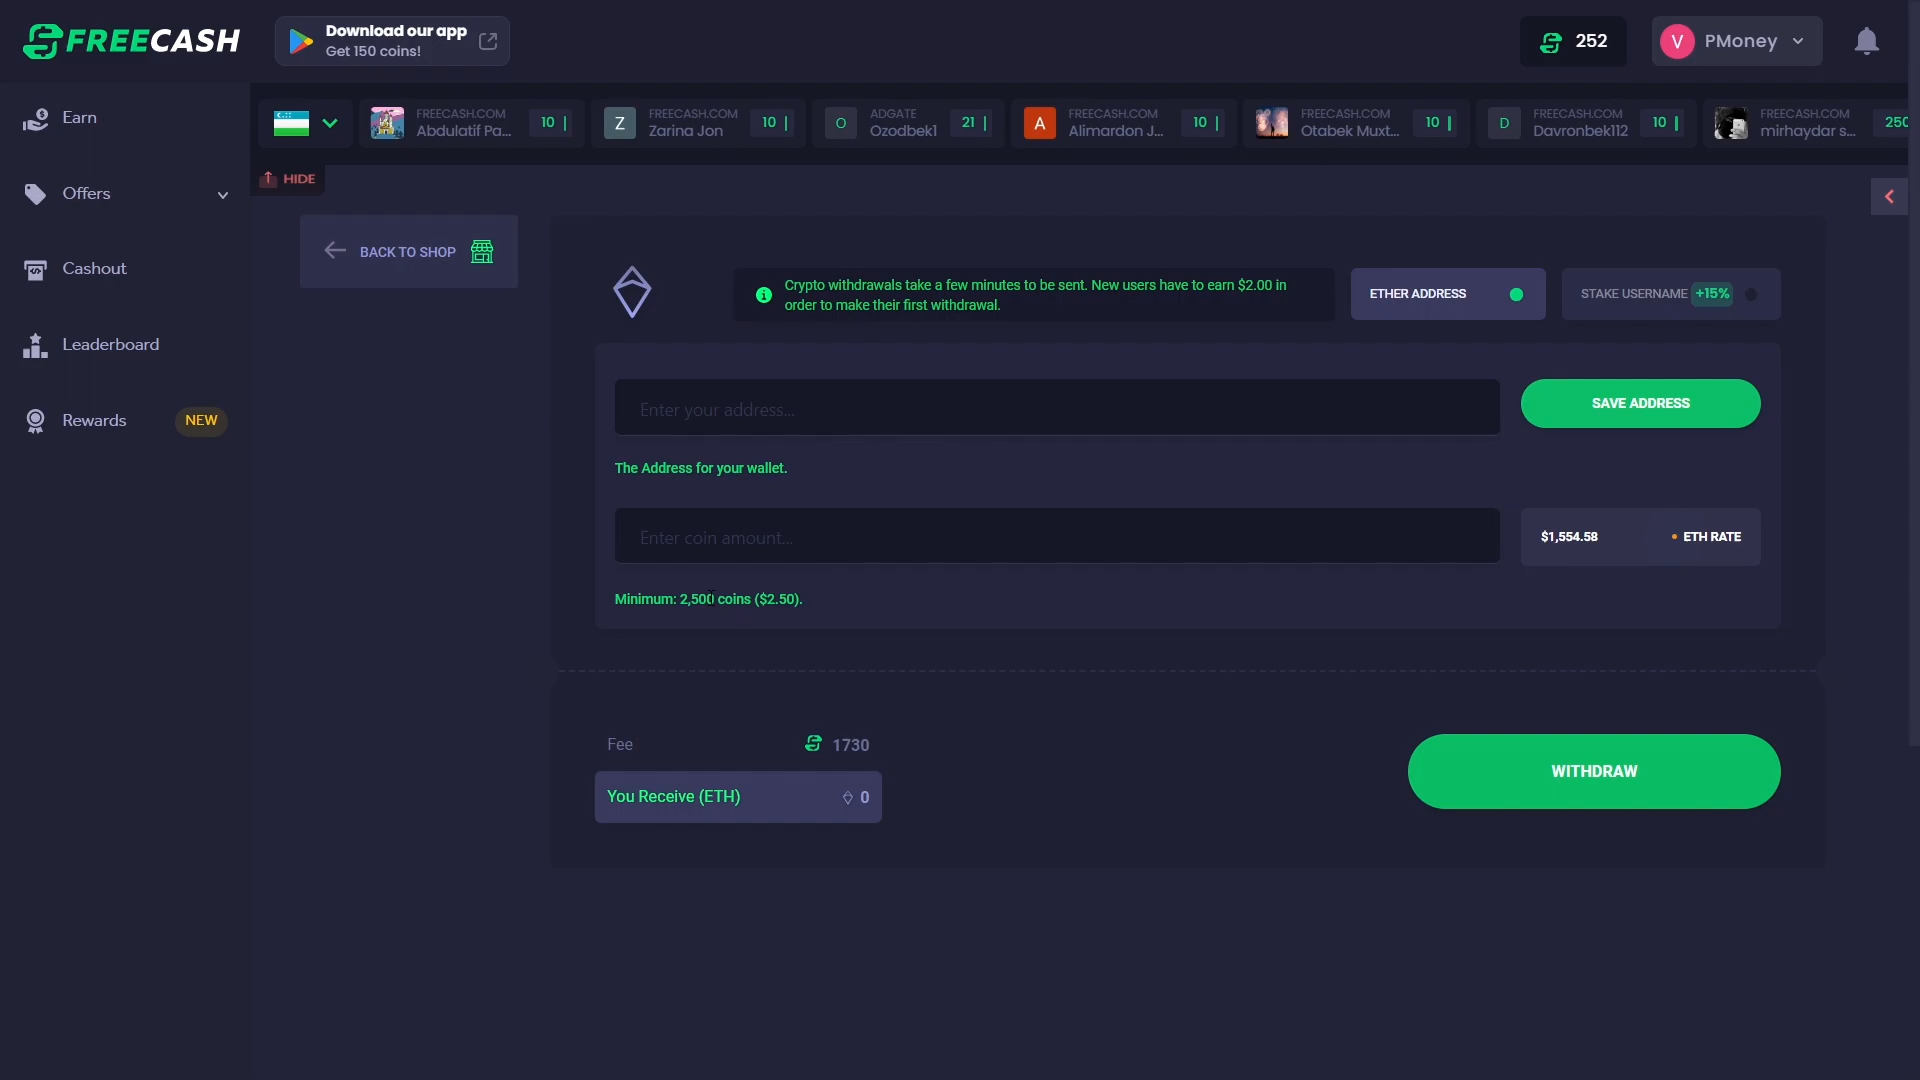 FREECASH
Download our app
Get 150 coins!
252
V
PMoney
Earn
Offers
Cashout
Leaderboard
Rewards
NEW
FREECASH.COM
Abdulatif Pa...
10
Z
FREECASH.COM
Zarina Jon
10
O
ADGATE
Ozodbek1
21
A
FREECASH.COM
Alimardon J...
10
FREECASH.COM
Otabek Muxt...
10
D
FREECASH.COM
Davronbek112
10
FREECASH.COM
mirhaydar s...
250
HIDE
BACK TO SHOP
Crypto withdrawals take a few minutes to be sent. New users have to earn $2.00 in
order to make their first withdrawal.
ETHER ADDRESS
STAKE USERNAME +15%
Enter your address...
SAVE ADDRESS
The Address for your wallet.
Enter coin amount...
$1,554.58
ETH RATE
Minimum: 2,500 coins ($2.50).
Fee
1730
You Receive (ETH)
0
WITHDRAW